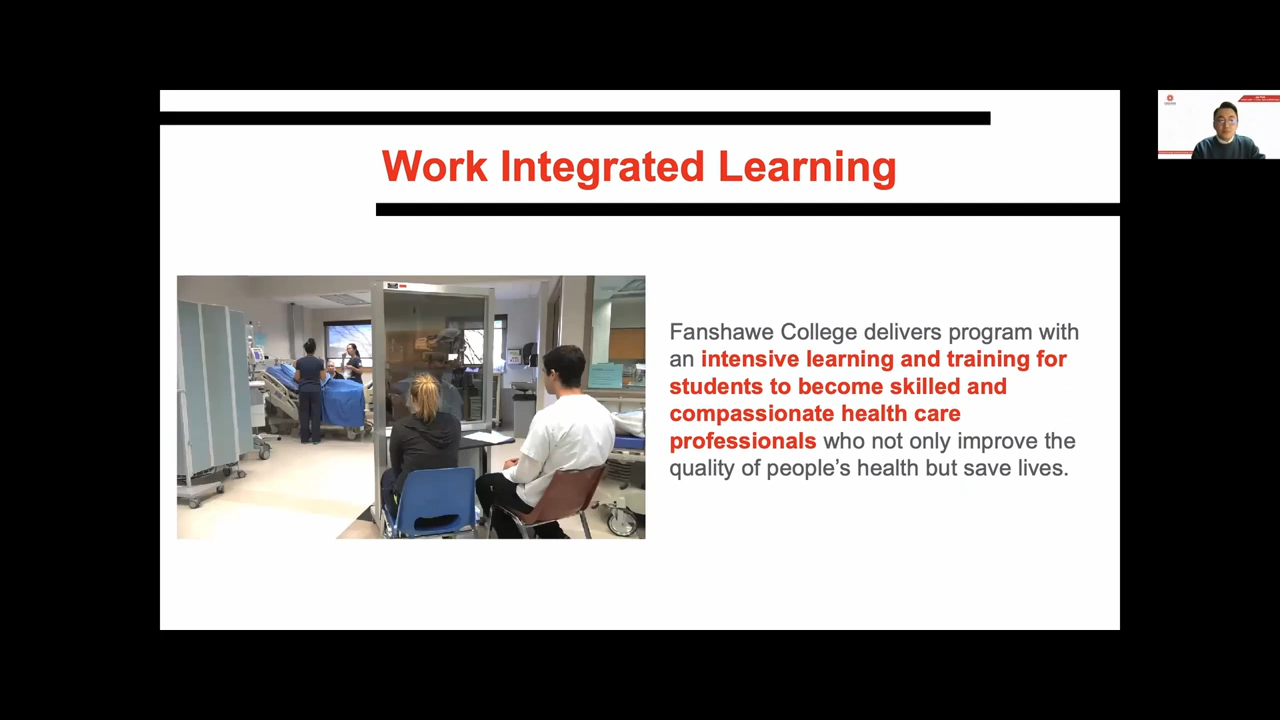 Work Integrated Learning
Fanshawe College delivers program with
an intensive learning and training for
students to become skilled and
compassionate health care
professionals who not only improve the
quality of people’s health but save lives.